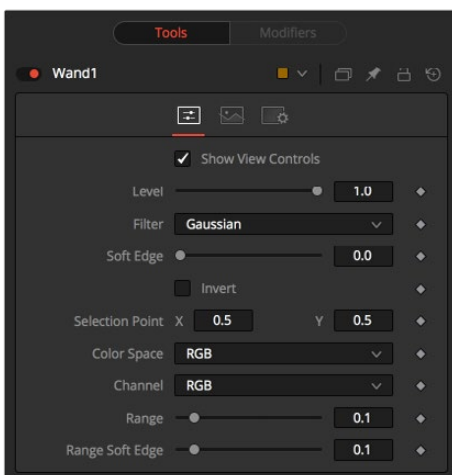 Tools Modifiers
Wand1
Show View Controls
Level 1.0
Filter Gaussian
Soft Edge 0.0
Invert
Selection Point X 0.5 Y 0.5
Color Space RGB
Channel RGB
Range 0.1
Range Soft Edge 0.1